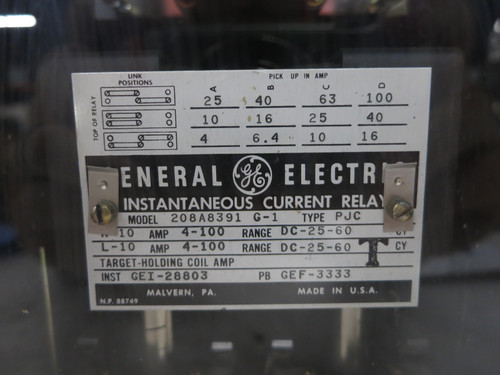 LINK
POSITIONS
PICK UP IN AMP
A B C D
TOP OF RELAY
25 40 63 100
10 16 25 40
4 6.4 10 16
ENERAL GE ELECTR
INSTANTANEOUS CURRENT RELAY
MODEL 208A8391 G-1 TYPE PJC
H-10 AMP 4-100 RANGE DC-25-60 CY
L-10 AMP 4-100 RANGE DC-25-60 CY
TARGET-HOLDING COIL AMP
INST GEI-28803 PB GEF-3333
MALVERN, PA. MADE IN U.S.A.
N.P. 88749